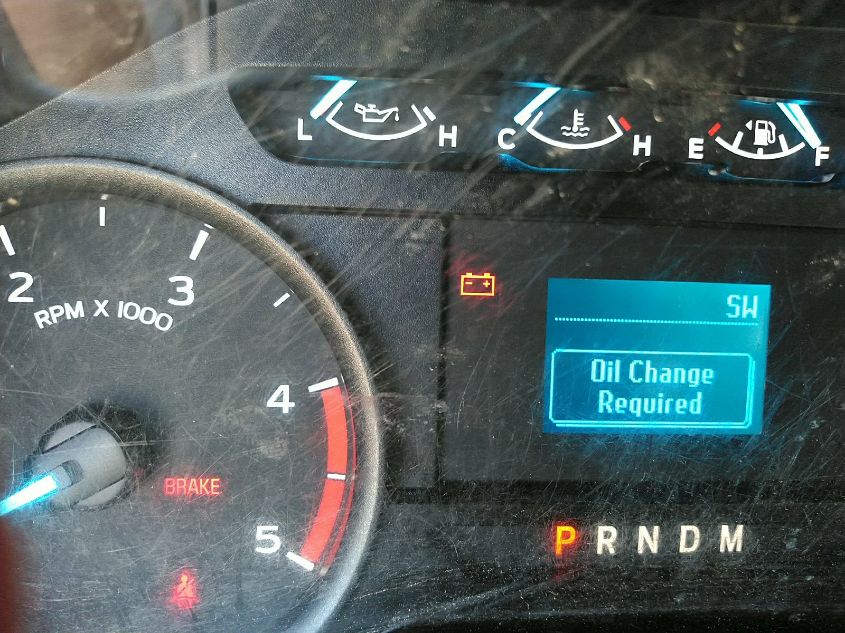 L H C H E F
2 3
RPM X 1000
4
5
BRAKE
SW
Oil Change
Required
P R N D M